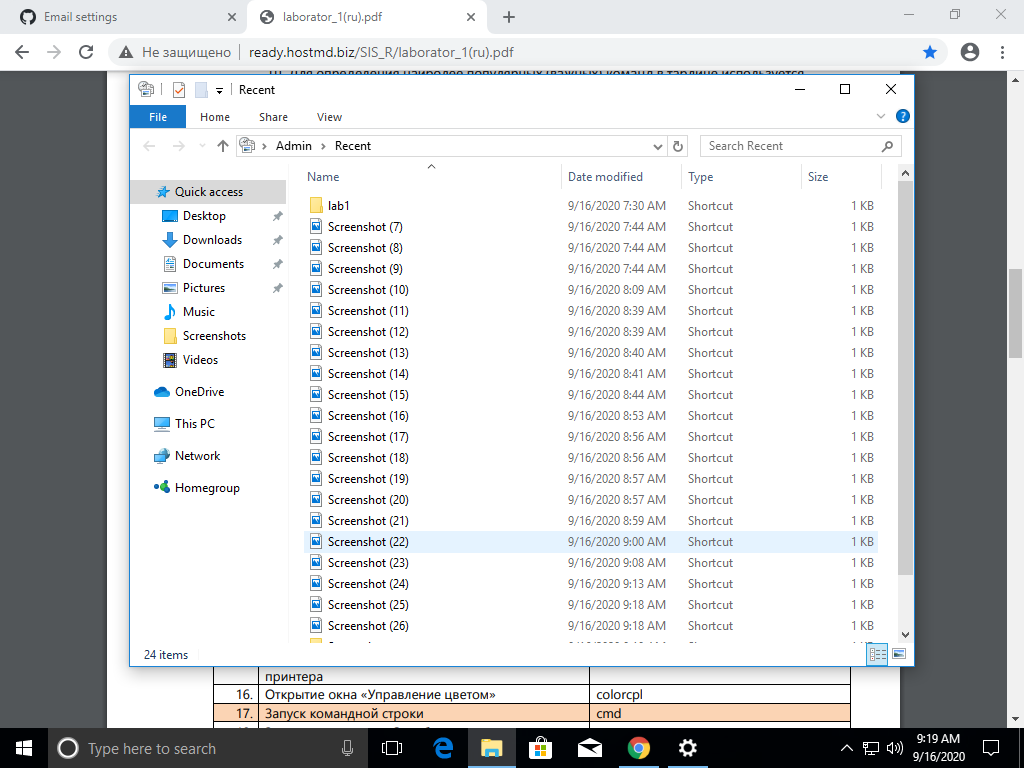 Email settings
laborator_1(ru).pdf
Не защищено
ready.hostmd.biz/SIS_R/laborator_1(ru).pdf
10. Для определения наиболее популярных (важных) команд в таблице используется
Recent
File
Home
Share
View
Admin
Recent
Search Recent
Name
Date modified
Type
Size
Quick access
Desktop
Downloads
Documents
Pictures
Music
Screenshots
Videos
OneDrive
This PC
Network
Homegroup
lab1 9/16/2020 7:30 AM Shortcut 1 KB
Screenshot (7) 9/16/2020 7:44 AM Shortcut 1 KB
Screenshot (8) 9/16/2020 7:44 AM Shortcut 1 KB
Screenshot (9) 9/16/2020 7:44 AM Shortcut 1 KB
Screenshot (10) 9/16/2020 8:09 AM Shortcut 1 KB
Screenshot (11) 9/16/2020 8:39 AM Shortcut 1 KB
Screenshot (12) 9/16/2020 8:39 AM Shortcut 1 KB
Screenshot (13) 9/16/2020 8:40 AM Shortcut 1 KB
Screenshot (14) 9/16/2020 8:41 AM Shortcut 1 KB
Screenshot (15) 9/16/2020 8:44 AM Shortcut 1 KB
Screenshot (16) 9/16/2020 8:53 AM Shortcut 1 KB
Screenshot (17) 9/16/2020 8:56 AM Shortcut 1 KB
Screenshot (18) 9/16/2020 8:56 AM Shortcut 1 KB
Screenshot (19) 9/16/2020 8:57 AM Shortcut 1 KB
Screenshot (20) 9/16/2020 8:57 AM Shortcut 1 KB
Screenshot (21) 9/16/2020 8:59 AM Shortcut 1 KB
Screenshot (22) 9/16/2020 9:00 AM Shortcut 1 KB
Screenshot (23) 9/16/2020 9:08 AM Shortcut 1 KB
Screenshot (24) 9/16/2020 9:13 AM Shortcut 1 KB
Screenshot (25) 9/16/2020 9:18 AM Shortcut 1 KB
Screenshot (26) 9/16/2020 9:18 AM Shortcut 1 KB
24 items
принтера
16. Открытие окна «Управление цветом» colorcpl
17. Запуск командной строки cmd
Type here to search
9:19 AM
9/16/2020